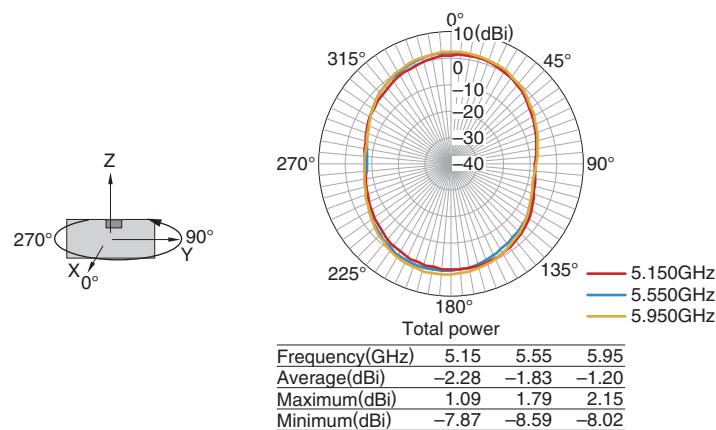 Z
270°
90°
Y
X
0°
0°
10(dBi)
315°
45°
0
–10
–20
–30
–40
270°
90°
225°
135°
180°
5.150GHz
5.550GHz
5.950GHz
Total power
Frequency(GHz) 5.15 5.55 5.95
Average(dBi) –2.28 –1.83 –1.20
Maximum(dBi) 1.09 1.79 2.15
Minimum(dBi) –7.87 –8.59 –8.02